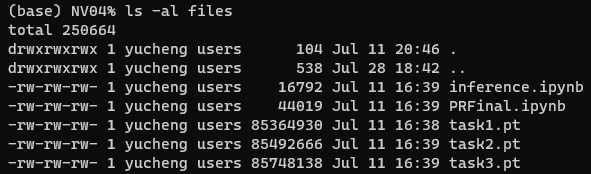 (base) NV04% ls -al files
total 250664
drwxrwxrwx 1 yucheng users      104 Jul 11 20:46 .
drwxrwxrwx 1 yucheng users      538 Jul 28 18:42 ..
-rw-rw-rw- 1 yucheng users    16792 Jul 11 16:39 inference.ipynb
-rw-rw-rw- 1 yucheng users    44019 Jul 11 16:39 PRFinal.ipynb
-rw-rw-rw- 1 yucheng users 85364930 Jul 11 16:38 task1.pt
-rw-rw-rw- 1 yucheng users 85492666 Jul 11 16:39 task2.pt
-rw-rw-rw- 1 yucheng users 85748138 Jul 11 16:39 task3.pt